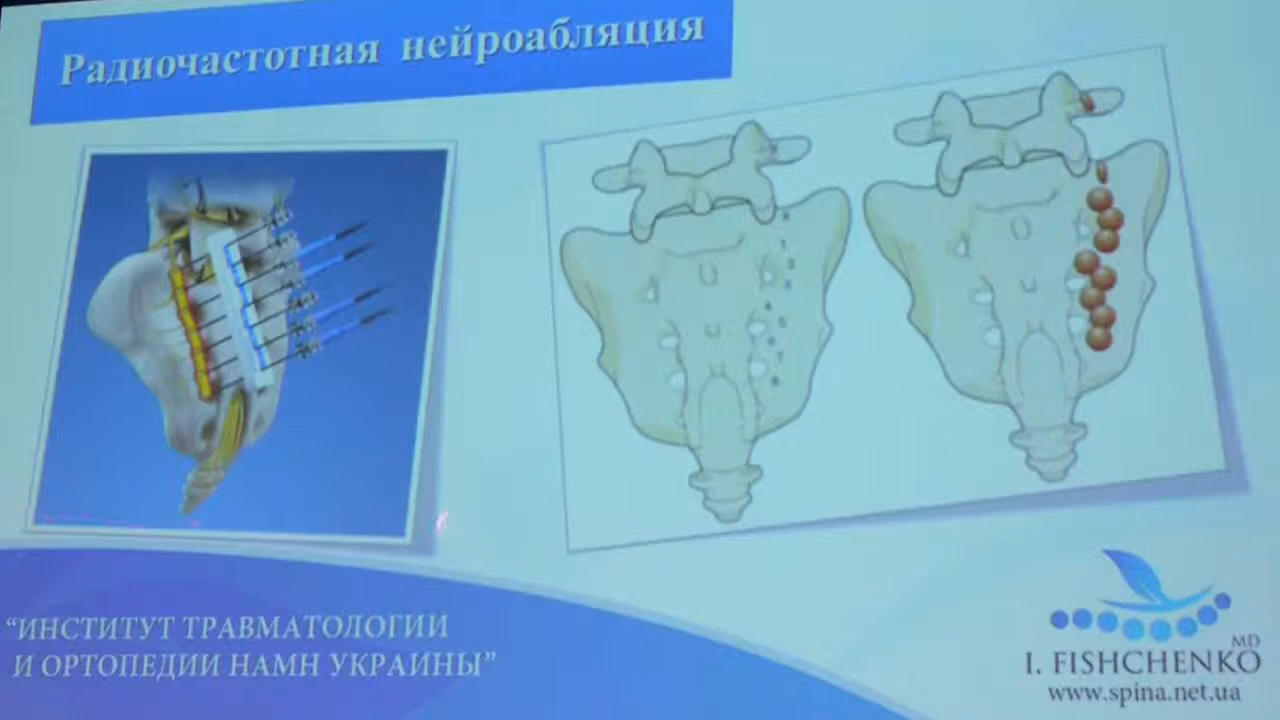 Радиочастотная нейроабляция
“ИНСТИТУТ ТРАВМАТОЛОГИИ
И ОРТОПЕДИИ НАМН УКРАИНЫ”
MD
I. FISHCHENKO
www.spina.net.ua